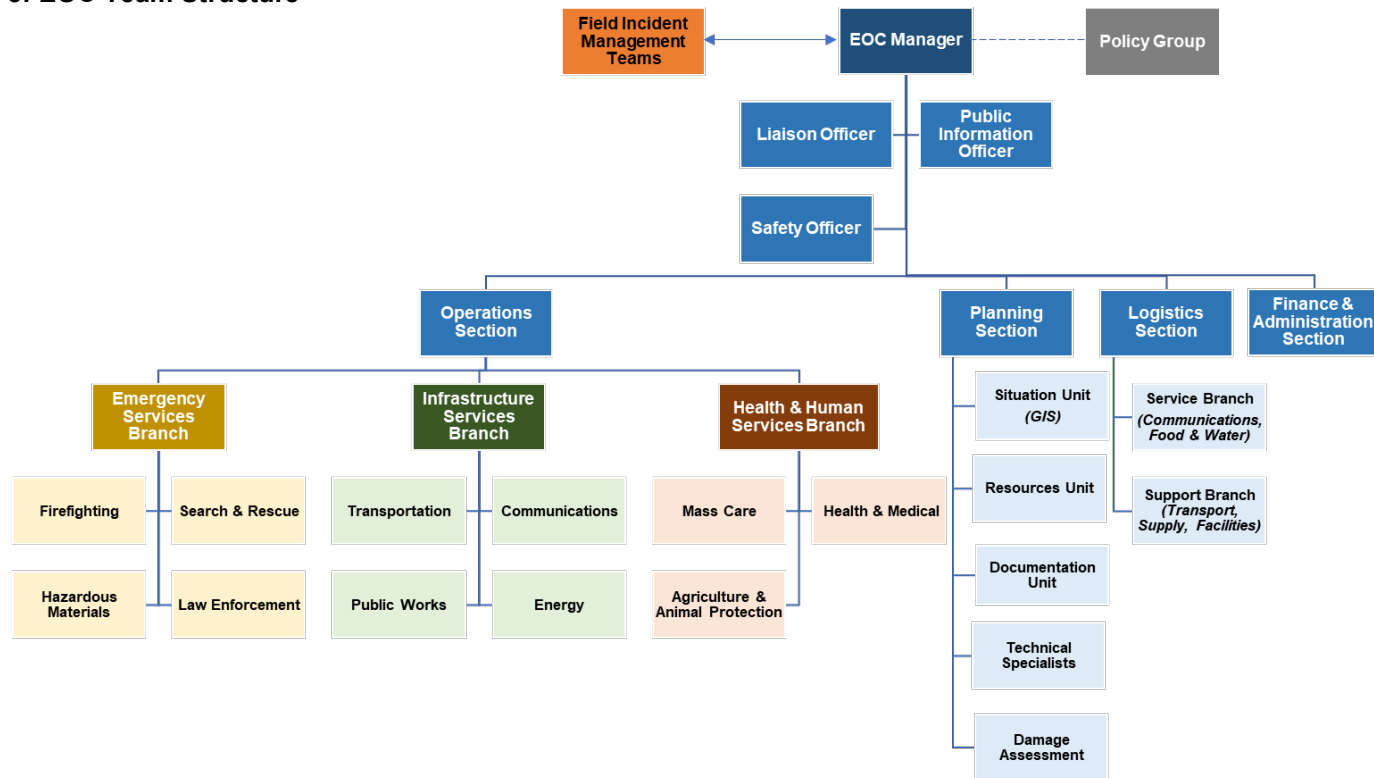 EOC Team Structure
Field Incident
Management
Teams
EOC Manager
Policy Group
Liaison Officer
Public
Information
Officer
Safety Officer
Operations
Section
Planning
Section
Logistics
Section
Finance &
Administration
Section
Emergency
Services
Branch
Infrastructure
Services
Branch
Health & Human
Services Branch
Situation Unit
(GIS)
Service Branch
(Communications,
Food & Water)
Firefighting
Search & Rescue
Transportation
Communications
Mass Care
Health & Medical
Resources Unit
Support Branch
(Transport,
Supply, Facilities)
Hazardous
Materials
Law Enforcement
Public Works
Energy
Agriculture &
Animal Protection
Documentation
Unit
Technical
Specialists
Damage
Assessment